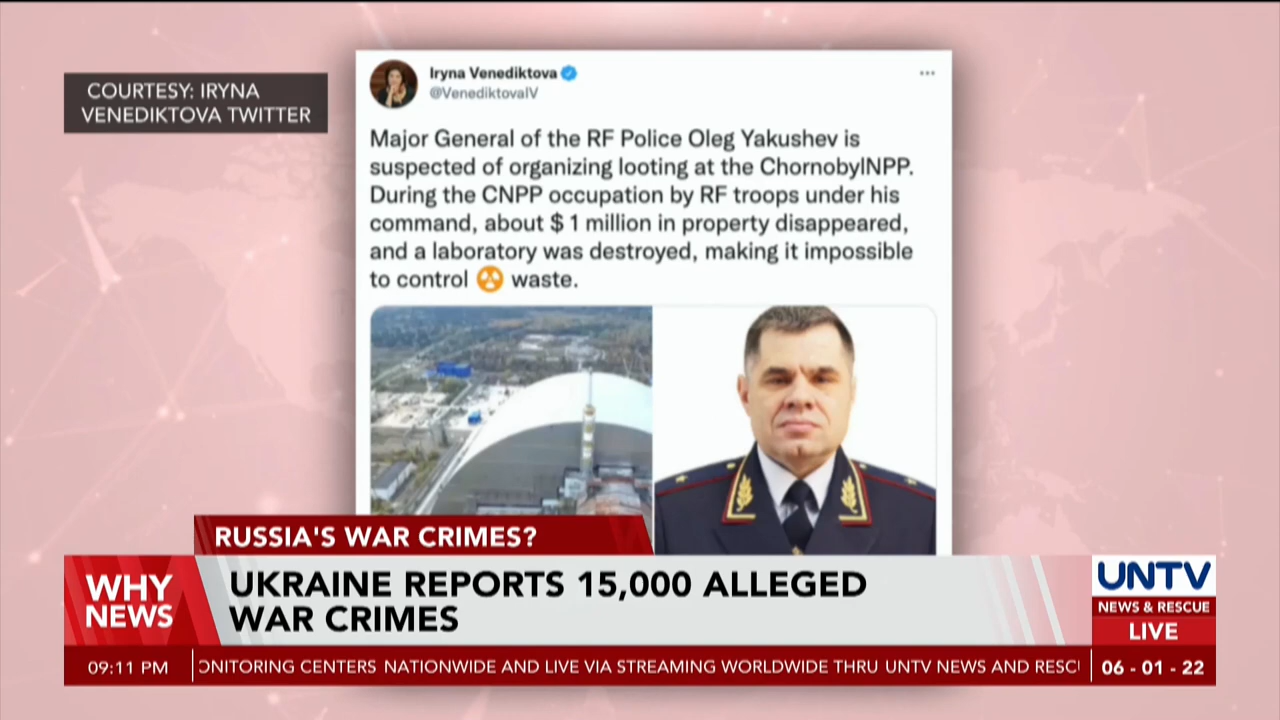 COURTESY: IRYNA
VENEDIKTOVA TWITTER
Iryna Venediktova
@VenediktovaIV
Major General of the RF Police Oleg Yakushev is
suspected of organizing looting at the ChornobylNPP.
During the CNPP occupation by RF troops under his
command, about $ 1 million in property disappeared,
and a laboratory was destroyed, making it impossible
to control ☢ waste.
RUSSIA'S WAR CRIMES?
WHY
NEWS
UKRAINE REPORTS 15,000 ALLEGED
WAR CRIMES
UNTV
NEWS & RESCUE
LIVE
09:11 PM
ONITORING CENTERS NATIONWIDE AND LIVE VIA STREAMING WORLDWIDE THRU UNTV NEWS AND RESC
06 - 01 - 22